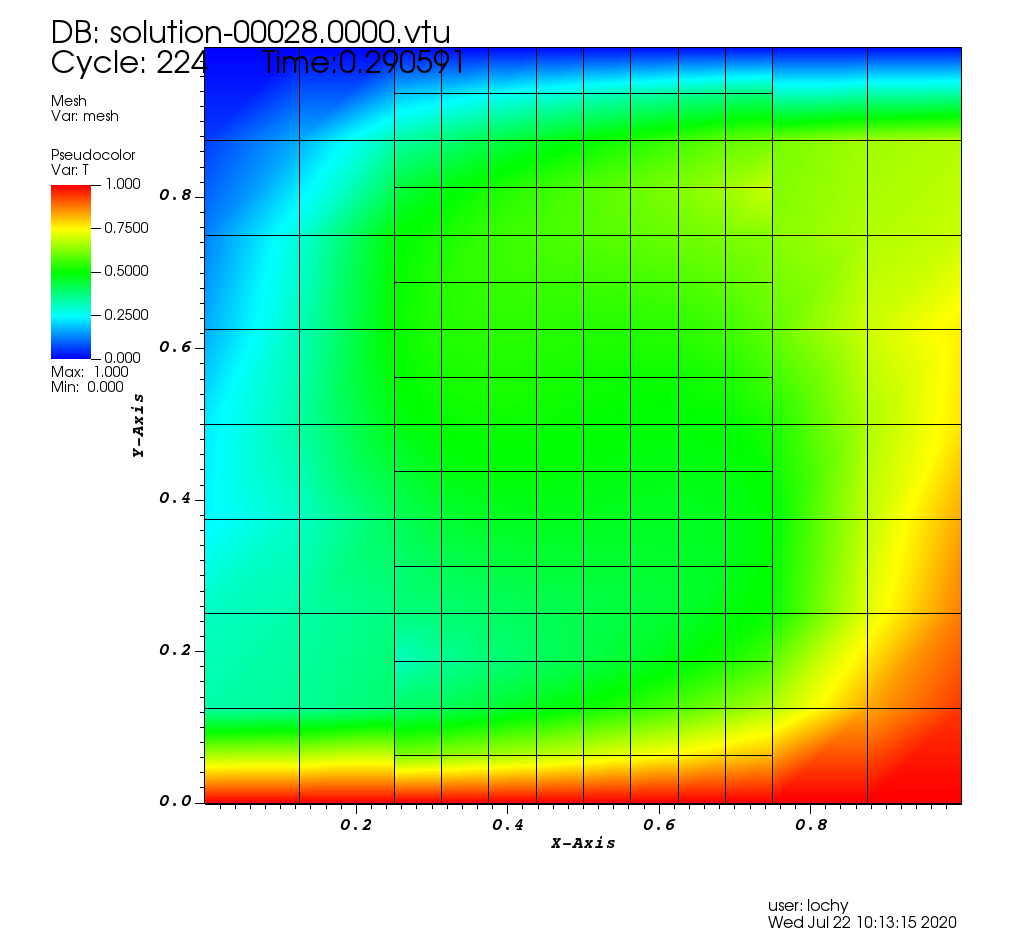 DB: solution-00028.0000.vtu
Cycle: 224 Time:0.290591
Mesh
Var: mesh
Pseudocolor
Var: T
1.000
0.7500
0.5000
0.2500
0.000
Max: 1.000
Min: 0.000
Y-Axis
0.8
0.6
0.4
0.2
0.0
0.2 0.4 0.6 0.8
X-Axis
user: lochy
Wed Jul 22 10:13:15 2020